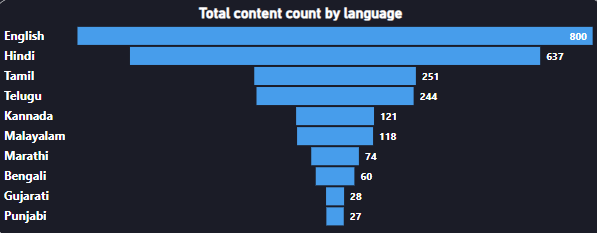 Total content count by language
English 800
Hindi 637
Tamil 251
Telugu 244
Kannada 121
Malayalam 118
Marathi 74
Bengali 60
Gujarati 28
Punjabi 27